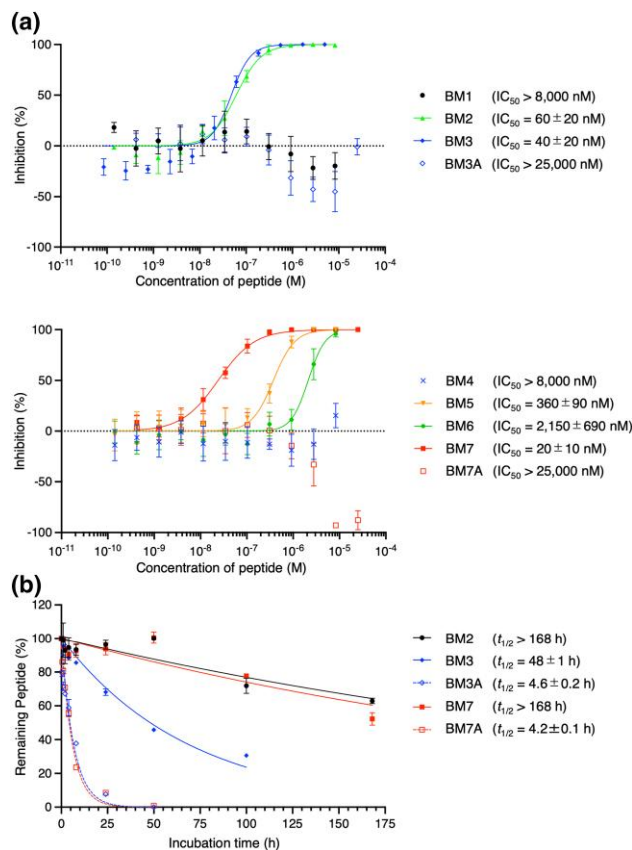 (a)
Inhibition (%)
100
50
0
-50
-100
10⁻¹¹ 10⁻¹⁰ 10⁻⁹ 10⁻⁸ 10⁻⁷ 10⁻⁶ 10⁻⁵ 10⁻⁴
Concentration of peptide (M)
BM1 (IC₅₀ > 8,000 nM)
BM2 (IC₅₀ = 60 ± 20 nM)
BM3 (IC₅₀ = 40 ± 20 nM)
BM3A (IC₅₀ > 25,000 nM)
Inhibition (%)
100
50
0
-50
-100
10⁻¹¹ 10⁻¹⁰ 10⁻⁹ 10⁻⁸ 10⁻⁷ 10⁻⁶ 10⁻⁵ 10⁻⁴
Concentration of peptide (M)
BM4 (IC₅₀ > 8,000 nM)
BM5 (IC₅₀ = 360 ± 90 nM)
BM6 (IC₅₀ = 2,150 ± 690 nM)
BM7 (IC₅₀ = 20 ± 10 nM)
BM7A (IC₅₀ > 25,000 nM)
(b)
Remaining Peptide (%)
120
100
80
60
40
20
0
0 25 50 75 100 125 150 175
Incubation time (h)
BM2 (t₁/₂ > 168 h)
BM3 (t₁/₂ = 48 ± 1 h)
BM3A (t₁/₂ = 4.6 ± 0.2 h)
BM7 (t₁/₂ > 168 h)
BM7A (t₁/₂ = 4.2 ± 0.1 h)